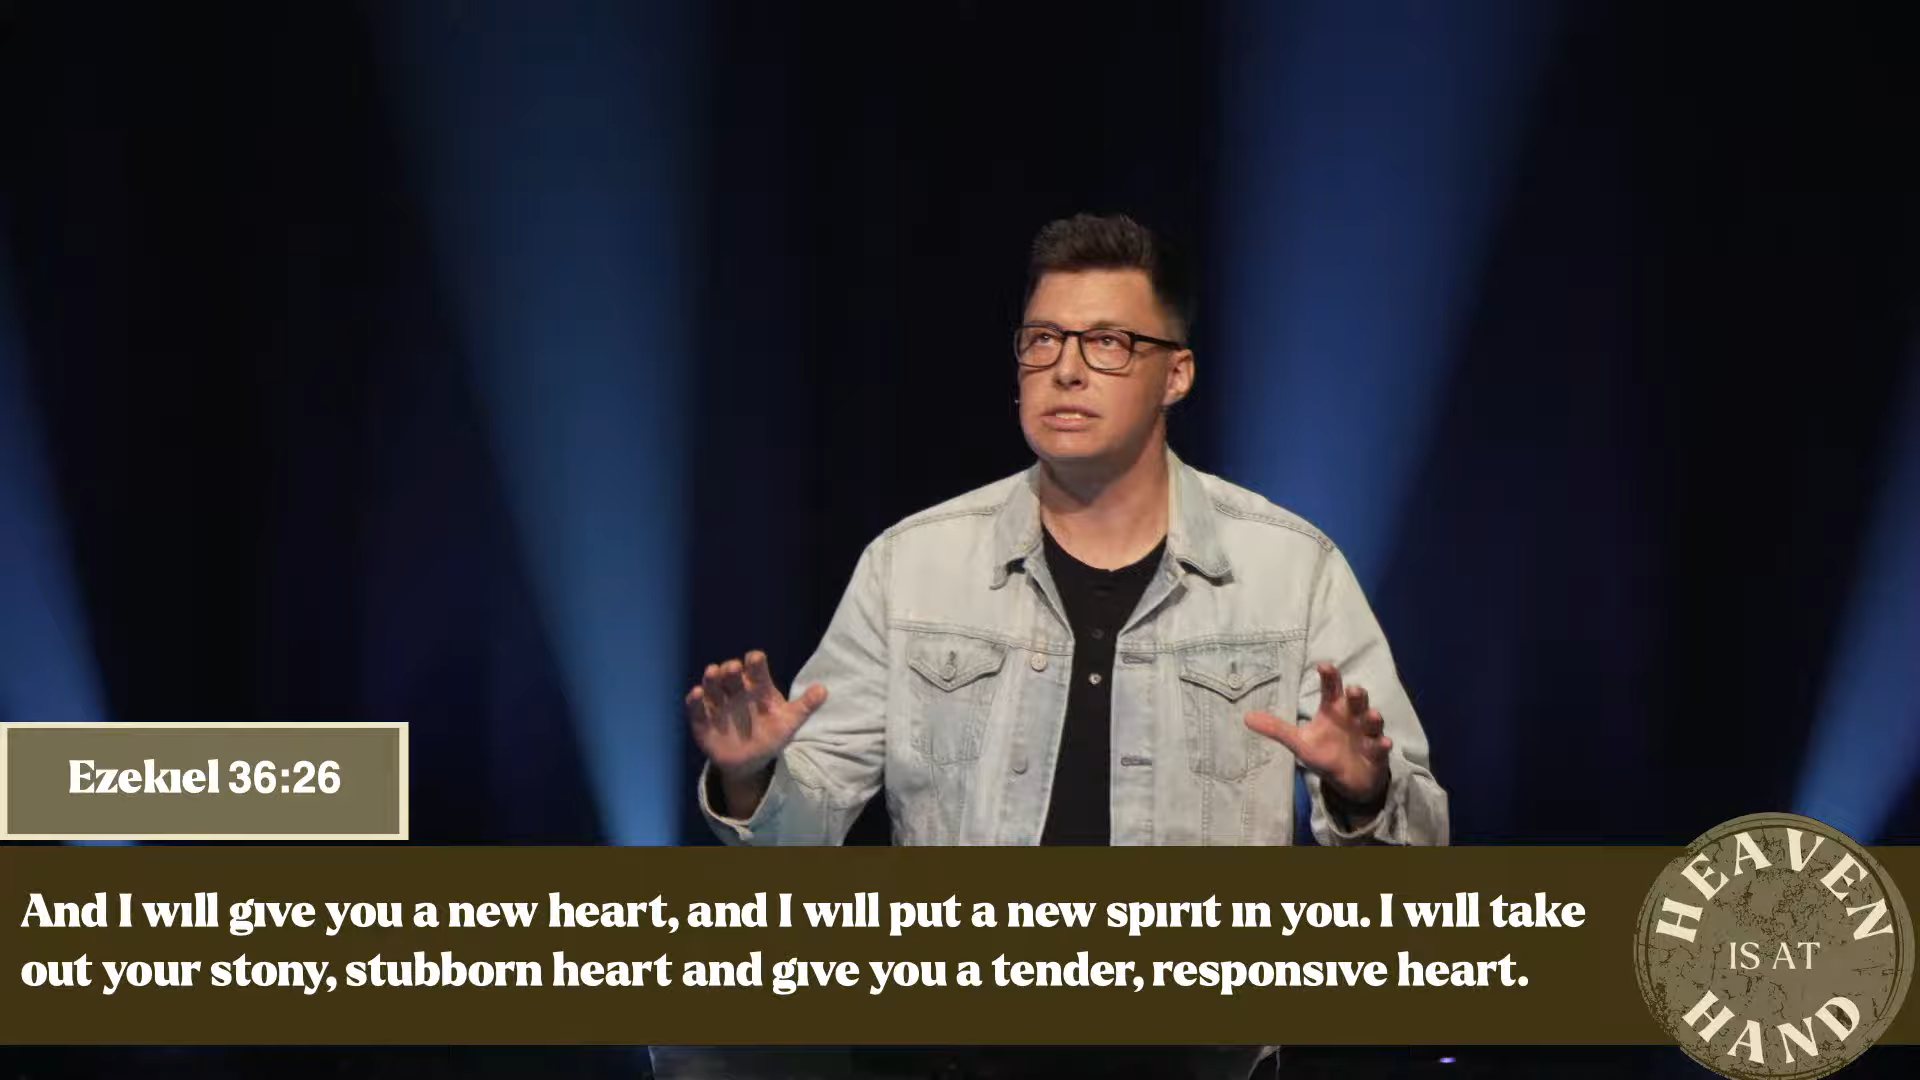 Ezekiel 36:26
And I will give you a new heart, and I will put a new spirit in you. I will take
out your stony, stubborn heart and give you a tender, responsive heart.
HEAVEN
IS AT
HAND